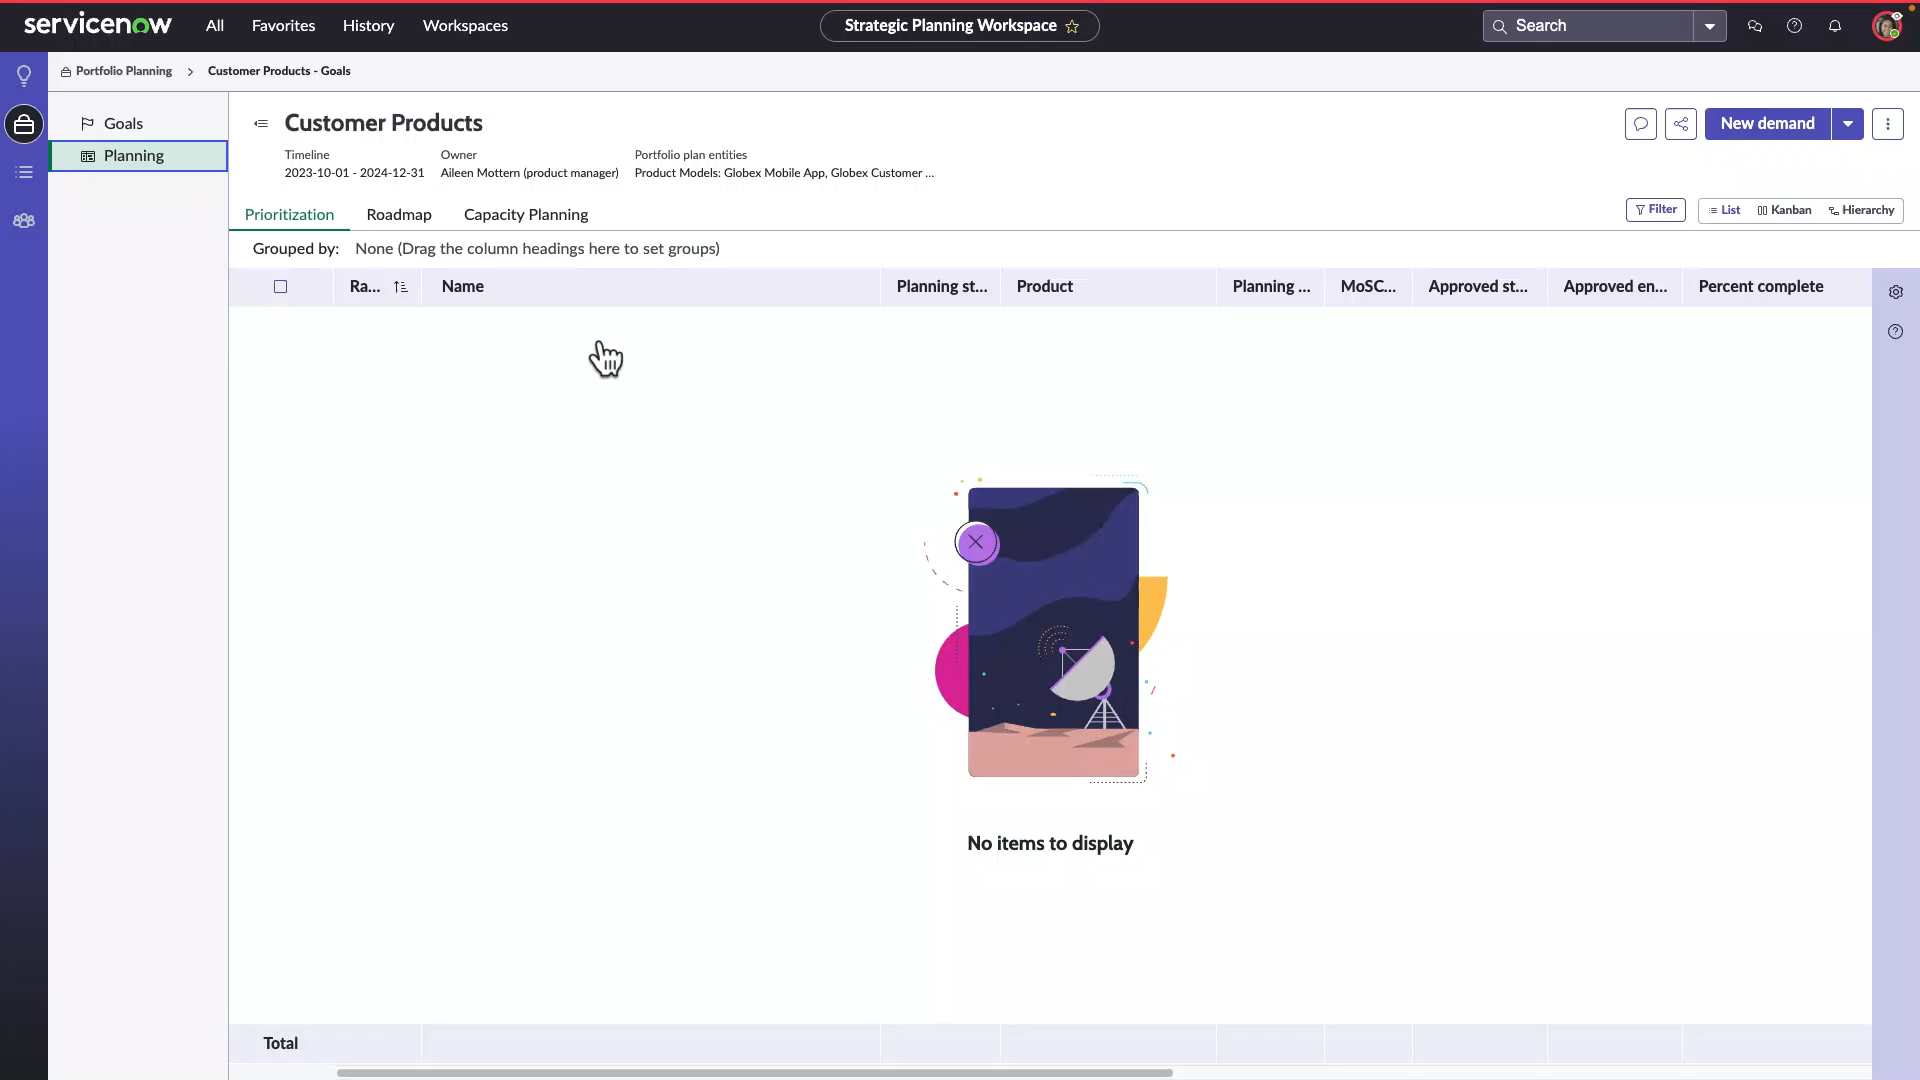 servicenow All Favorites History Workspaces Strategic Planning Workspace Search
Portfolio Planning > Customer Products - Goals
Goals
Planning
Customer Products
New demand
Timeline Owner Portfolio plan entities
2023-10-01 - 2024-12-31 Aileen Mottern (product manager) Product Models: Globex Mobile App, Globex Customer ...
Prioritization Roadmap Capacity Planning Filter List Kanban Hierarchy
Grouped by: None (Drag the column headings here to set groups)
Ra... Name Planning st... Product Planning ... MoSC... Approved st... Approved en... Percent complete
No items to display
Total